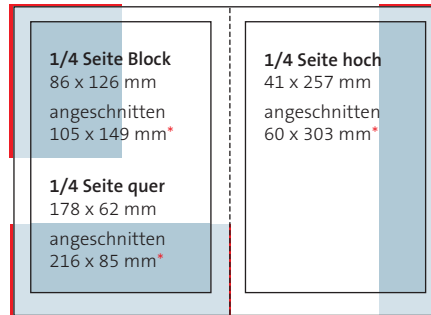 1/4 Seite Block
86 x 126 mm
angeschnitten
105 x 149 mm*
1/4 Seite quer
178 x 62 mm
angeschnitten
216 x 85 mm*
1/4 Seite hoch
41 x 257 mm
angeschnitten
60 x 303 mm*